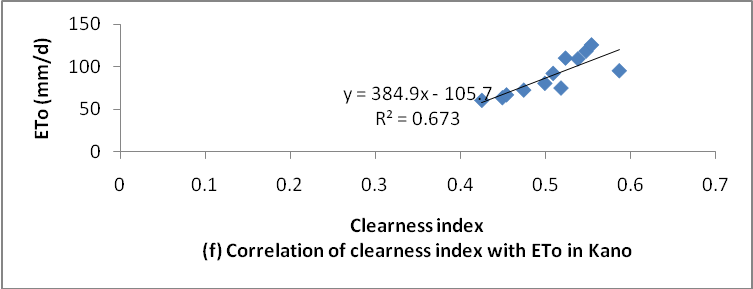 150
100
50
0
ETo (mm/d)
y = 384.9x - 105.7
R² = 0.673
0 0.1 0.2 0.3 0.4 0.5 0.6 0.7
Clearness index
(f) Correlation of clearness index with ETo in Kano